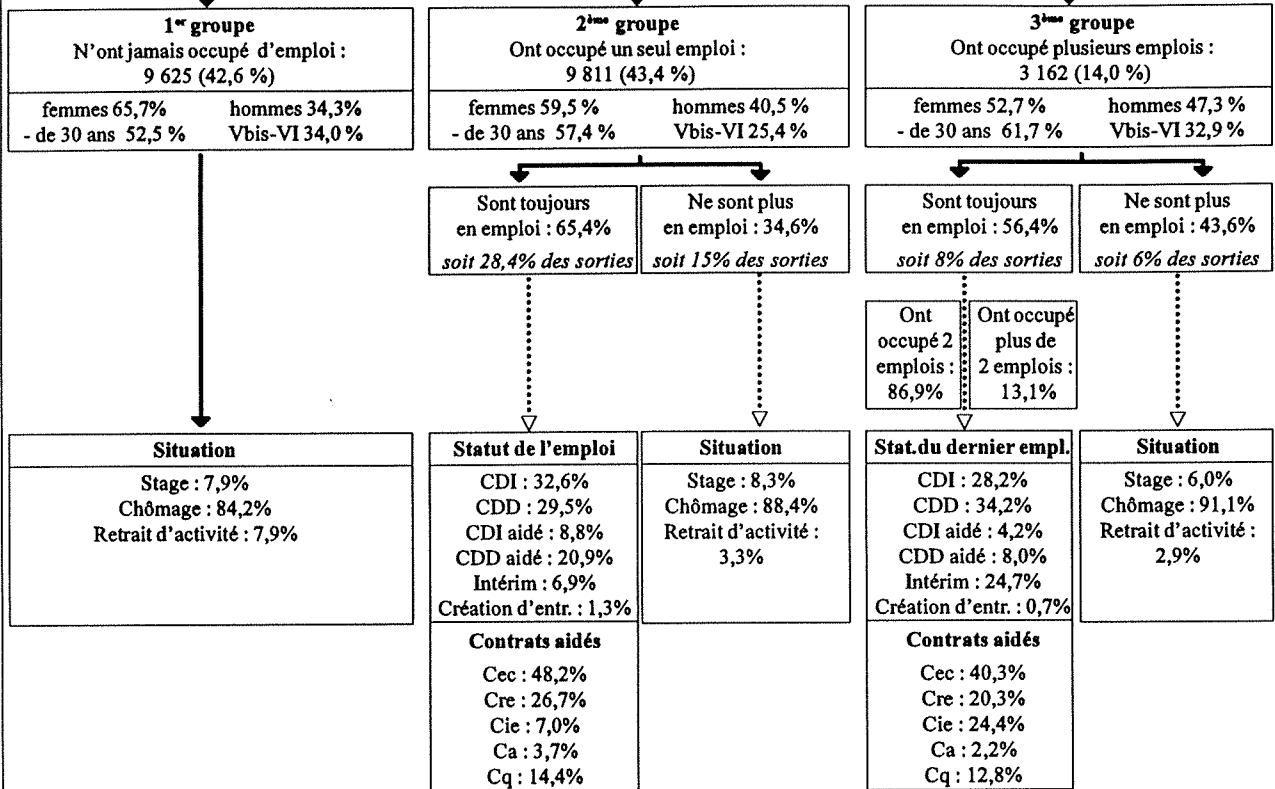 1er groupe
N'ont jamais occupé d'emploi :
9 625 (42,6 %)
femmes 65,7% hommes 34,3%
- de 30 ans 52,5 % Vbis-VI 34,0 %
2ème groupe
Ont occupé un seul emploi :
9 811 (43,4 %)
femmes 59,5 % hommes 40,5 %
- de 30 ans 57,4 % Vbis-VI 25,4 %
3ème groupe
Ont occupé plusieurs emplois :
3 162 (14,0 %)
femmes 52,7 % hommes 47,3 %
- de 30 ans 61,7 % Vbis-VI 32,9 %
Sont toujours
en emploi : 65,4%
soit 28,4% des sorties
Ne sont plus
en emploi : 34,6%
soit 15% des sorties
Sont toujours
en emploi : 56,4%
soit 8% des sorties
Ne sont plus
en emploi : 43,6%
soit 6% des sorties
Ont
occupé 2
emplois :
86,9%
Ont occupé
plus de
2 emplois :
13,1%
Situation
Stage : 7,9%
Chômage : 84,2%
Retrait d'activité : 7,9%
Statut de l'emploi
CDI : 32,6%
CDD : 29,5%
CDI aidé : 8,8%
CDD aidé : 20,9%
Intérim : 6,9%
Création d'entr. : 1,3%
Contrats aidés
Cec : 48,2%
Cre : 26,7%
Cie : 7,0%
Ca : 3,7%
Cq : 14,4%
Situation
Stage : 8,3%
Chômage : 88,4%
Retrait d'activité :
3,3%
Stat.du dernier empl.
CDI : 28,2%
CDD : 34,2%
CDI aidé : 4,2%
CDD aidé : 8,0%
Intérim : 24,7%
Création d'entr. : 0,7%
Contrats aidés
Cec : 40,3%
Cre : 20,3%
Cie : 24,4%
Ca : 2,2%
Cq : 12,8%
Situation
Stage : 6,0%
Chômage : 91,1%
Retrait d'activité :
2,9%